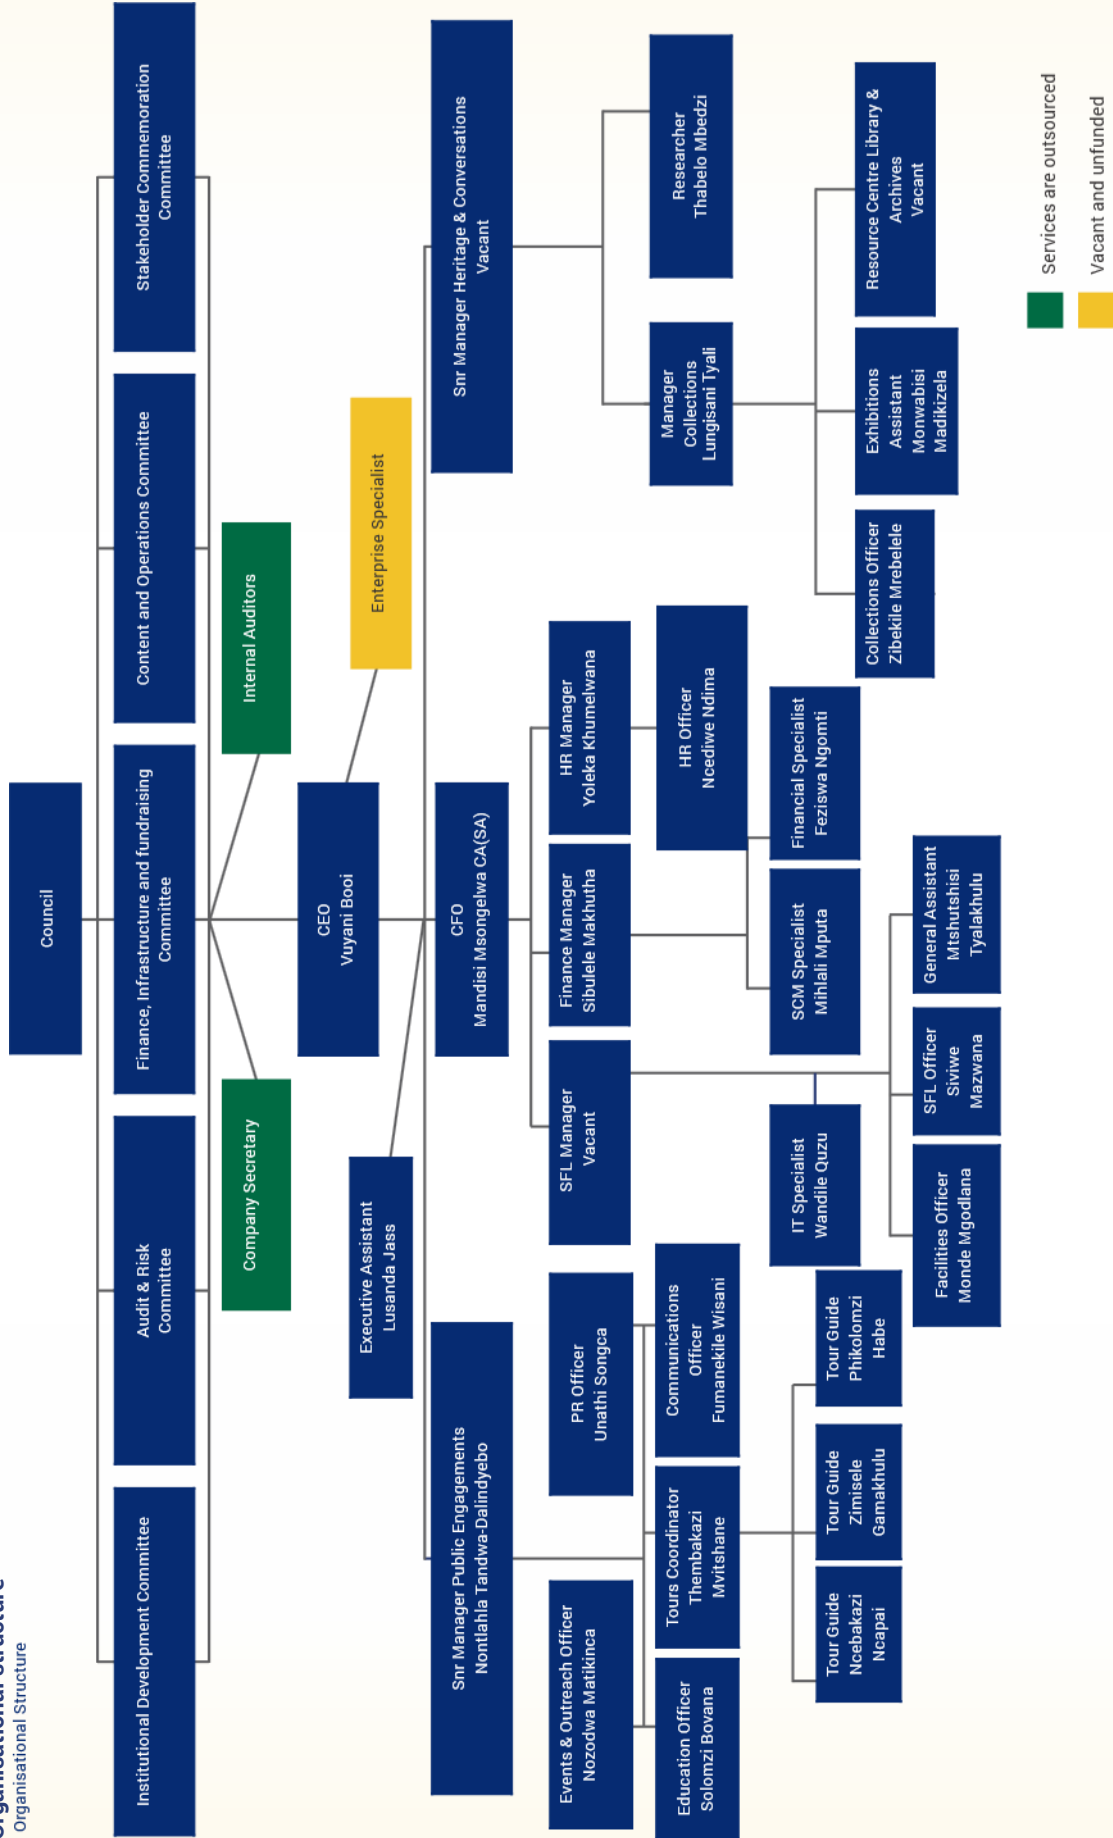 Organisational Structure
Organisational Structure
Council
Institutional Development Committee
Audit & Risk
Committee
Finance, Infrastructure and fundraising
Committee
Content and Operations Committee
Stakeholder Commemoration
Committee
Company Secretary
Internal Auditors
CEO
Vuyani Booi
Executive Assistant
Lusanda Jass
Enterprise Specialist
Snr Manager Public Engagements
Nontlahla Tandwa-Dalindyebo
CFO
Mandisi Msongelwa CA(SA)
Snr Manager Heritage & Conversations
Vacant
Events & Outreach Officer
Nozodwa Matikinca
PR Officer
Unathi Songca
SFL Manager
Vacant
Finance Manager
Sibulele Makhutha
HR Manager
Yoleka Khumelwana
Education Officer
Solomzi Bovana
Tours Coordinator
Thembakazi
Mvitshane
Communications
Officer
Fumanekile Wisani
HR Officer
Ncediwe Ndima
Manager
Collections
Lungisani Tyali
Researcher
Thabelo Mbedzi
IT Specialist
Wandile Quzu
SCM Specialist
Mihlali Mputa
Financial Specialist
Feziswa Ngomti
Tour Guide
Ncebakazi
Ncapai
Tour Guide
Zimisele
Gamakhulu
Tour Guide
Phikolomzi
Habe
Collections Officer
Zibekile Mrebelele
Exhibitions
Assistant
Monwabisi
Madikizela
Resource Centre Library &
Archives
Vacant
Facilities Officer
Monde Mgodlana
SFL Officer
Siviwe
Mazwana
General Assistant
Mtshutshisi
Tyalakhulu
Services are outsourced
Vacant and unfunded